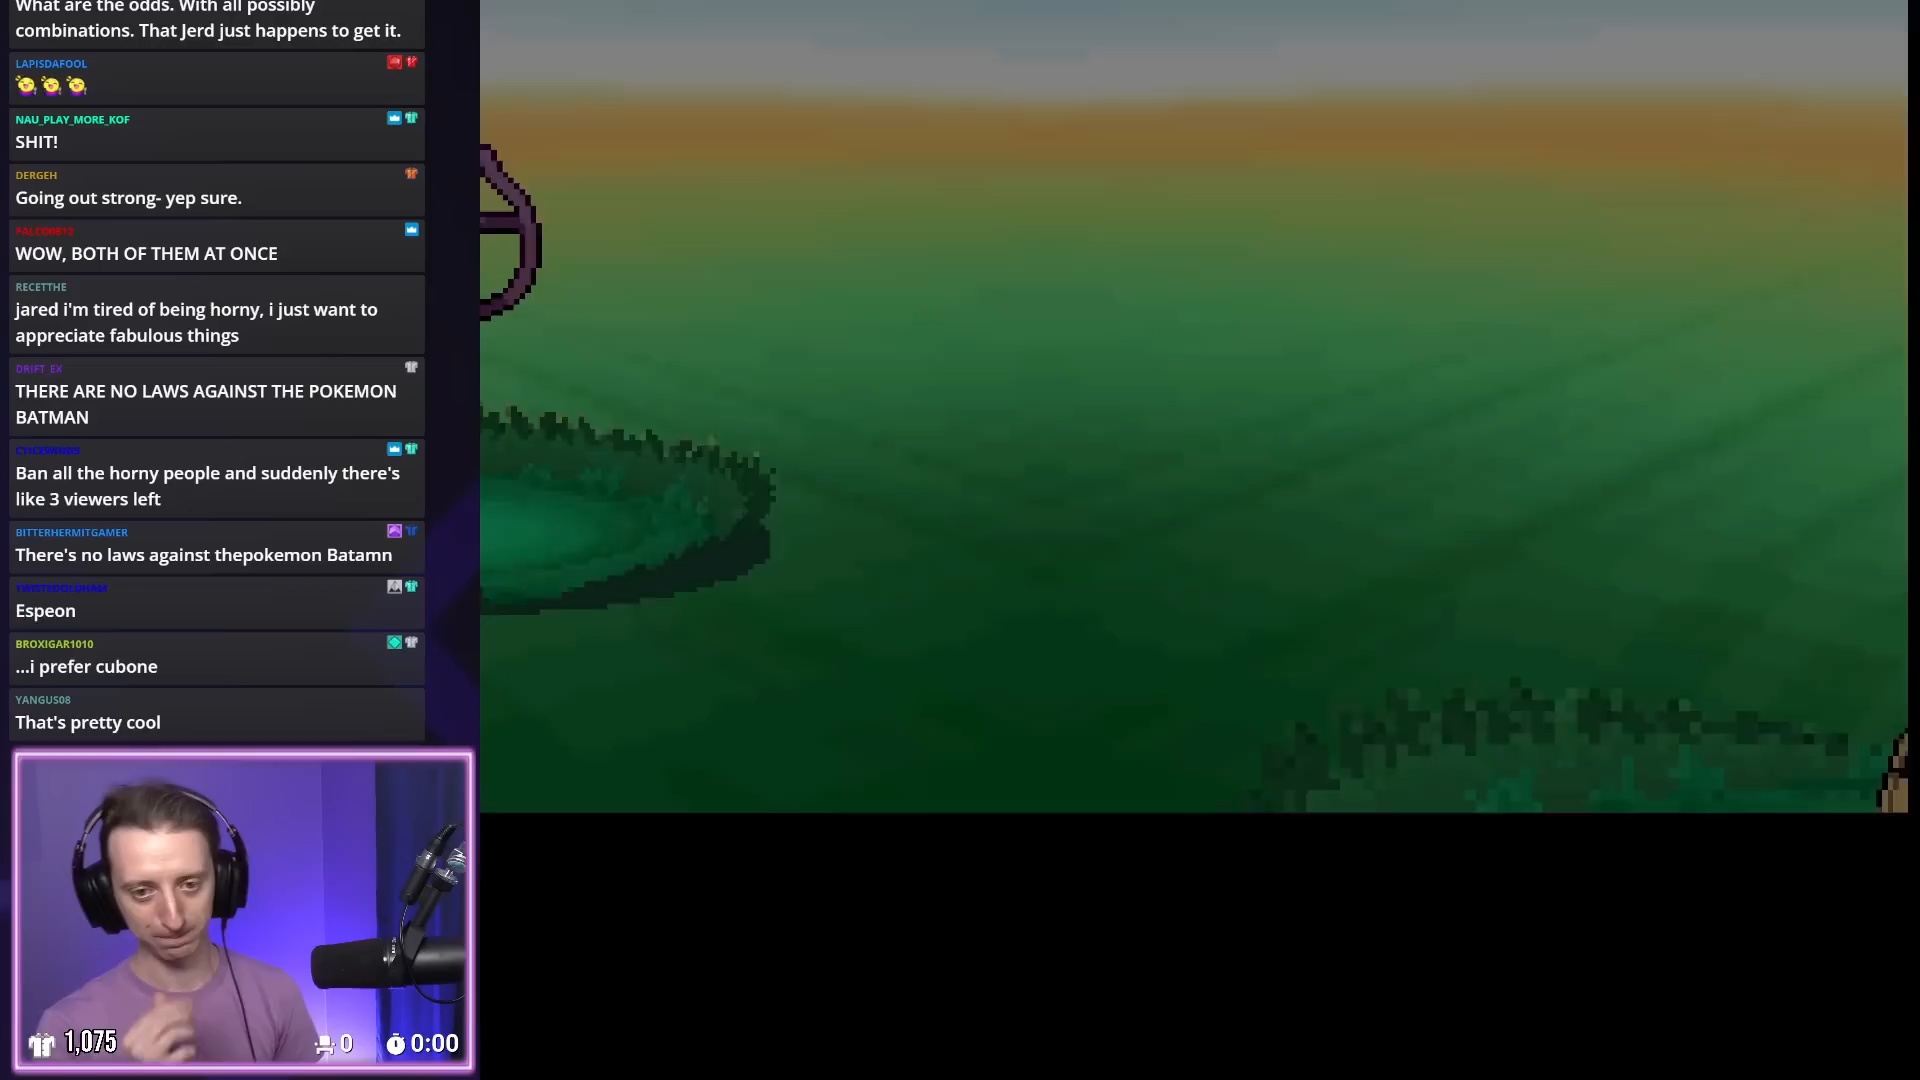 What are the odds. With all possibly
combinations. That Jerd just happens to get it.
LAPISDAFOOL
NAU_PLAY_MORE_KOF
SHIT!
DERGEH
Going out strong- yep sure.
FALCO0812
WOW, BOTH OF THEM AT ONCE
RECETTHE
jared i'm tired of being horny, i just want to
appreciate fabulous things
DRIFT_EX
THERE ARE NO LAWS AGAINST THE POKEMON
BATMAN
Ban all the horny people and suddenly there's
like 3 viewers left
BITTERHERMITGAMER
There's no laws against thepokemon Batamn
Espeon
BROXIGAR1010
...i prefer cubone
YANGUS08
That's pretty cool
1,075
0
0:00